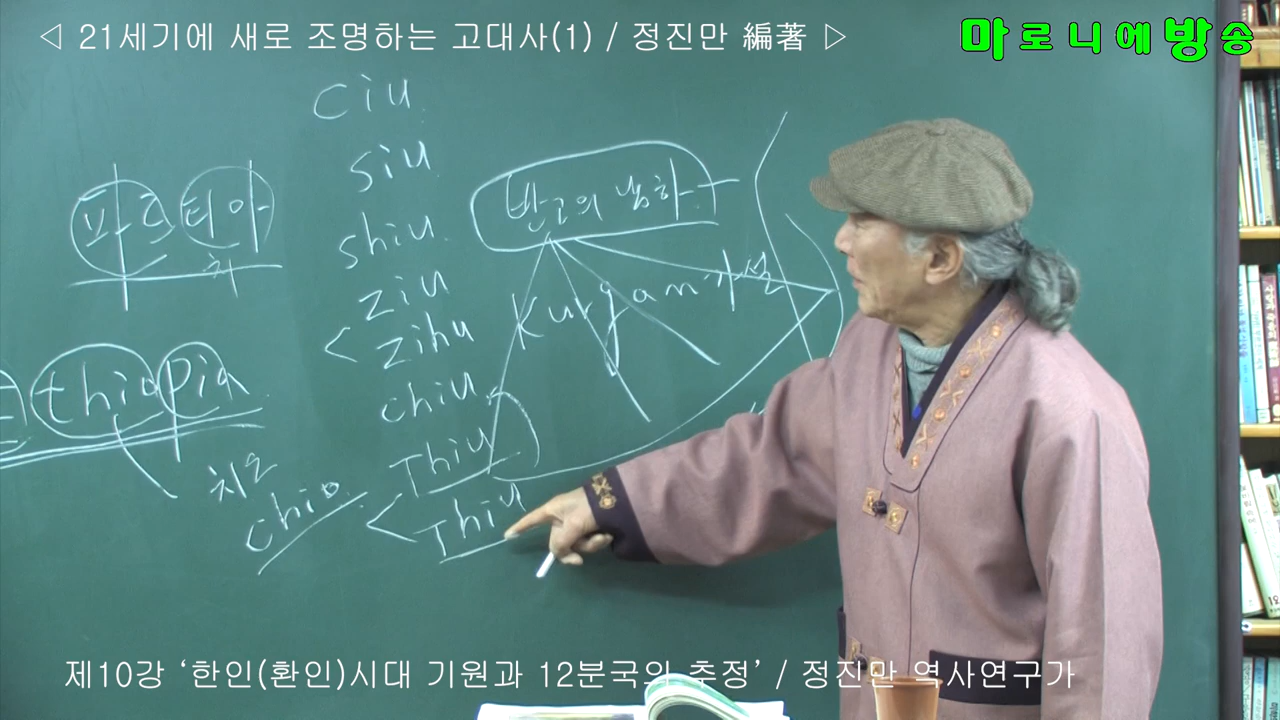 ◁ 21세기에 새로 조명하는 고대사(1) / 정진만 編著 ▷
마로니에방송
ciu.
siu.
shiu.
ziu
< zihu
chiu.
Thiu
< Thiu
파르티아
치
thiopia
치오
chio.
반고의 남하
Kurgan가설
제10강 ‘한인(환인)시대 기원과 12분국의 추정’ / 정진만 역사연구가